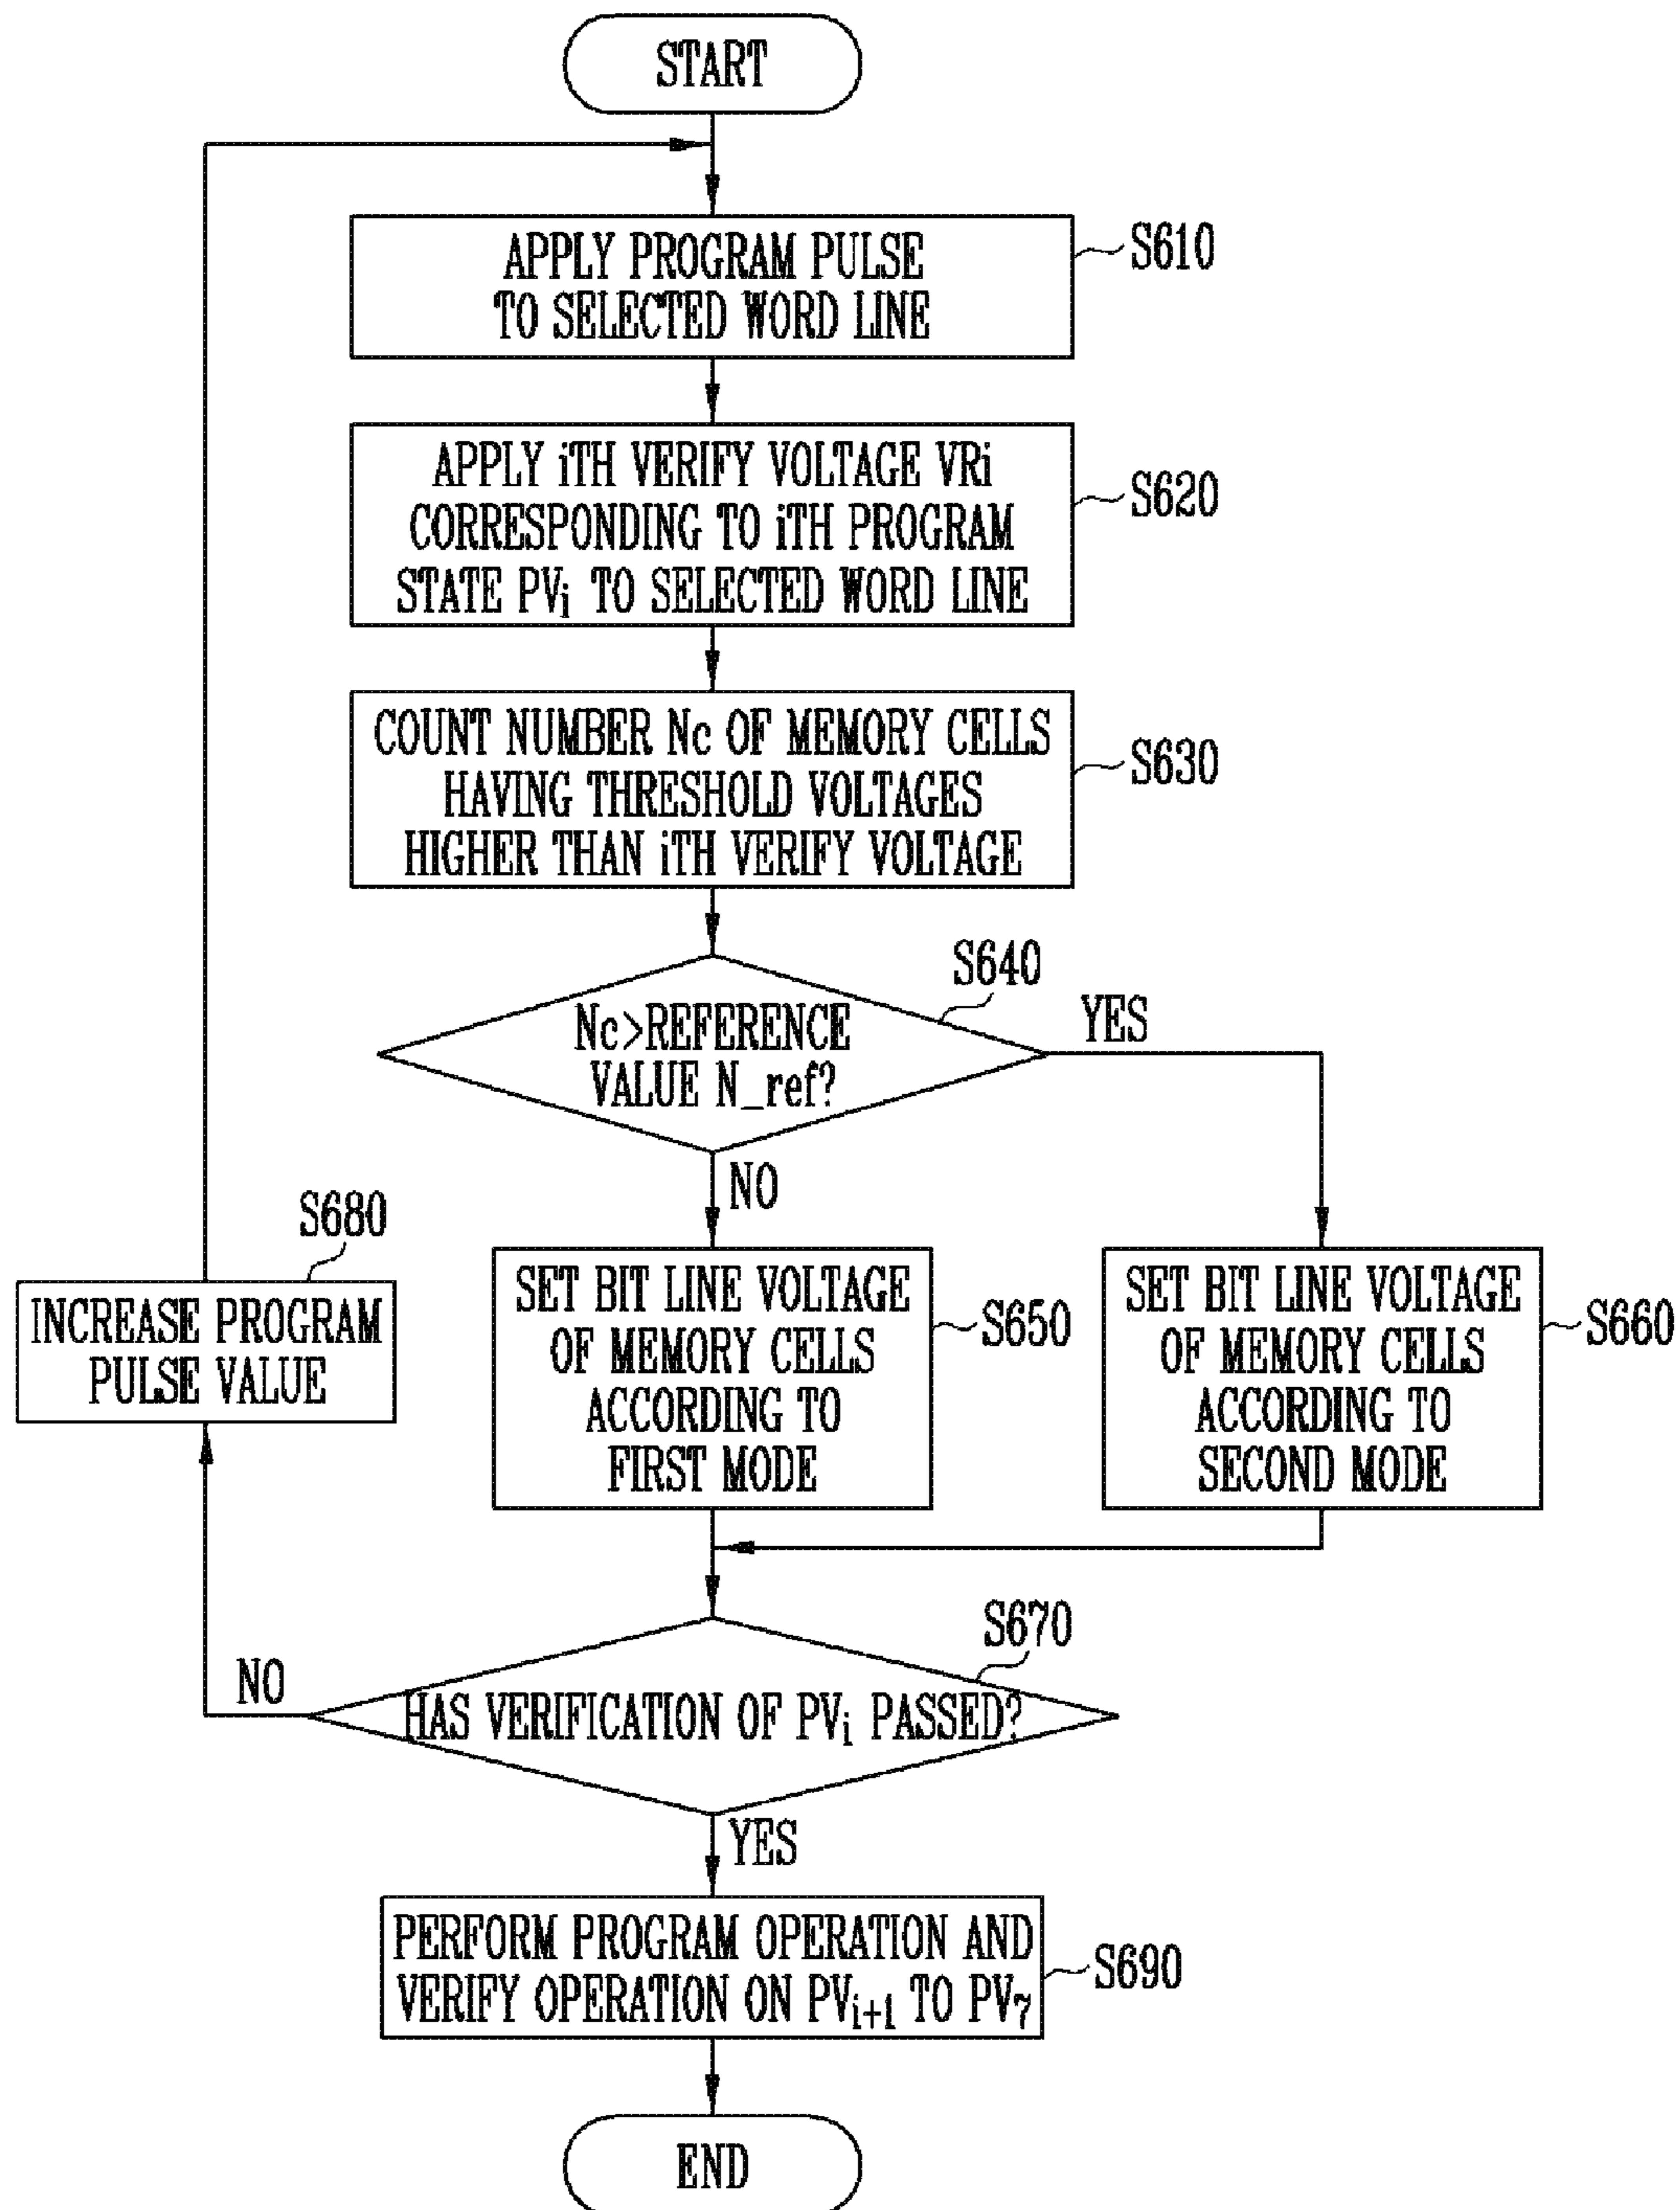 START
APPLY PROGRAM PULSE
TO SELECTED WORD LINE
S610
APPLY iTH VERIFY VOLTAGE VRi
CORRESPONDING TO iTH PROGRAM
STATE PVi TO SELECTED WORD LINE
S620
COUNT NUMBER Nc OF MEMORY CELLS
HAVING THRESHOLD VOLTAGES
HIGHER THAN iTH VERIFY VOLTAGE
S630
S640
Nc>REFERENCE
VALUE N_ref?
YES
NO
S680
INCREASE PROGRAM
PULSE VALUE
SET BIT LINE VOLTAGE
OF MEMORY CELLS
ACCORDING TO
FIRST MODE
S650
SET BIT LINE VOLTAGE
OF MEMORY CELLS
ACCORDING TO
SECOND MODE
S660
S670
NO
HAS VERIFICATION OF PVi PASSED?
YES
PERFORM PROGRAM OPERATION AND
VERIFY OPERATION ON PVi+1 TO PV7
S690
END